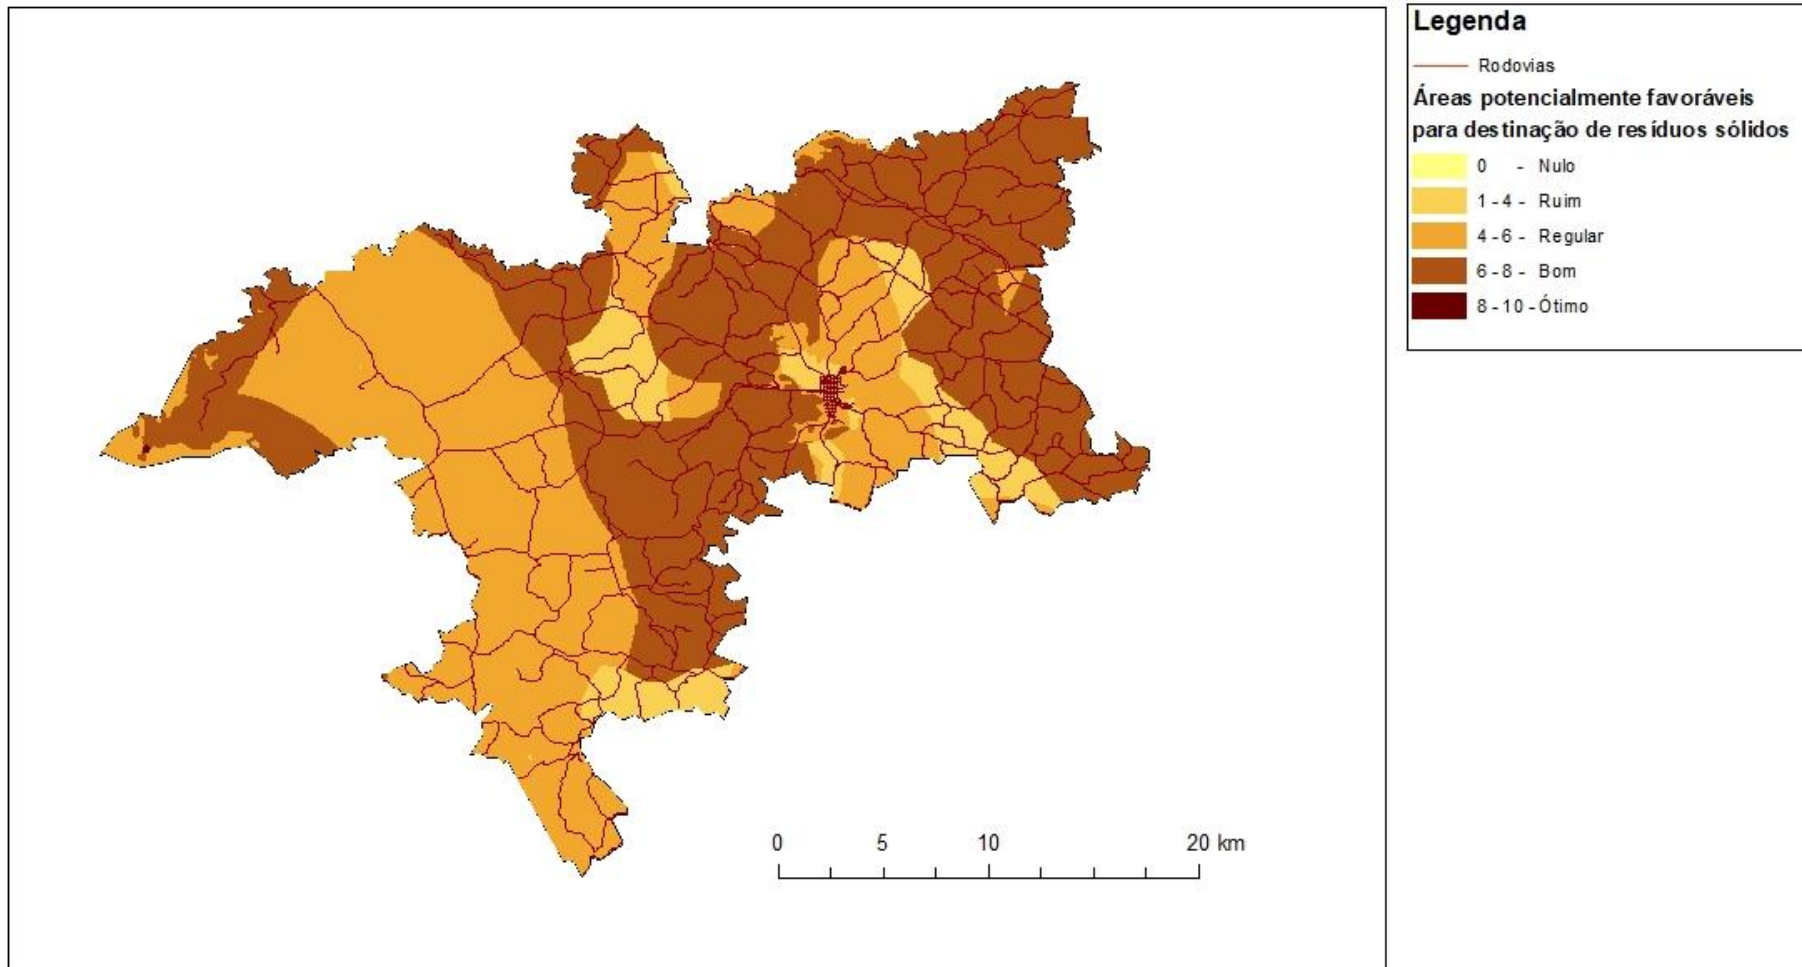 Legenda
Rodovias
Áreas potencialmente favoráveis
para destinação de resíduos sólidos
0 - Nulo
1 - 4 - Ruim
4 - 6 - Regular
6 - 8 - Bom
8 - 10 - Ótimo
0 5 10 20 km